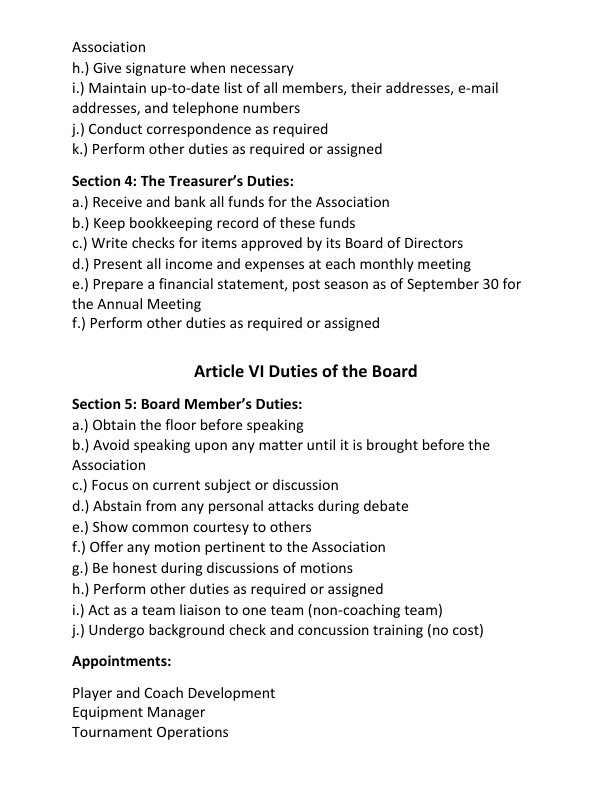 Association
h.) Give signature when necessary
i.) Maintain up-to-date list of all members, their addresses, e-mail
addresses, and telephone numbers
j.) Conduct correspondence as required
k.) Perform other duties as required or assigned
Section 4: The Treasurer’s Duties:
a.) Receive and bank all funds for the Association
b.) Keep bookkeeping record of these funds
c.) Write checks for items approved by its Board of Directors
d.) Present all income and expenses at each monthly meeting
e.) Prepare a financial statement, post season as of September 30 for
the Annual Meeting
f.) Perform other duties as required or assigned
Article VI Duties of the Board
Section 5: Board Member’s Duties:
a.) Obtain the floor before speaking
b.) Avoid speaking upon any matter until it is brought before the
Association
c.) Focus on current subject or discussion
d.) Abstain from any personal attacks during debate
e.) Show common courtesy to others
f.) Offer any motion pertinent to the Association
g.) Be honest during discussions of motions
h.) Perform other duties as required or assigned
i.) Act as a team liaison to one team (non-coaching team)
j.) Undergo background check and concussion training (no cost)
Appointments:
Player and Coach Development
Equipment Manager
Tournament Operations